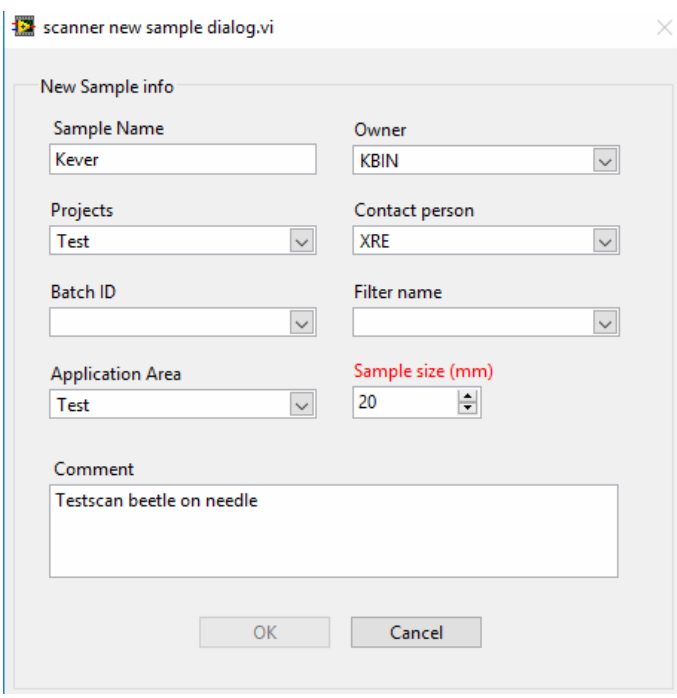 scanner new sample dialog.vi
New Sample info
Sample Name
Kever
Owner
KBIN
Projects
Test
Contact person
XRE
Batch ID
Filter name
Application Area
Test
Sample size (mm)
20
Comment
Testscan beetle on needle
OK
Cancel